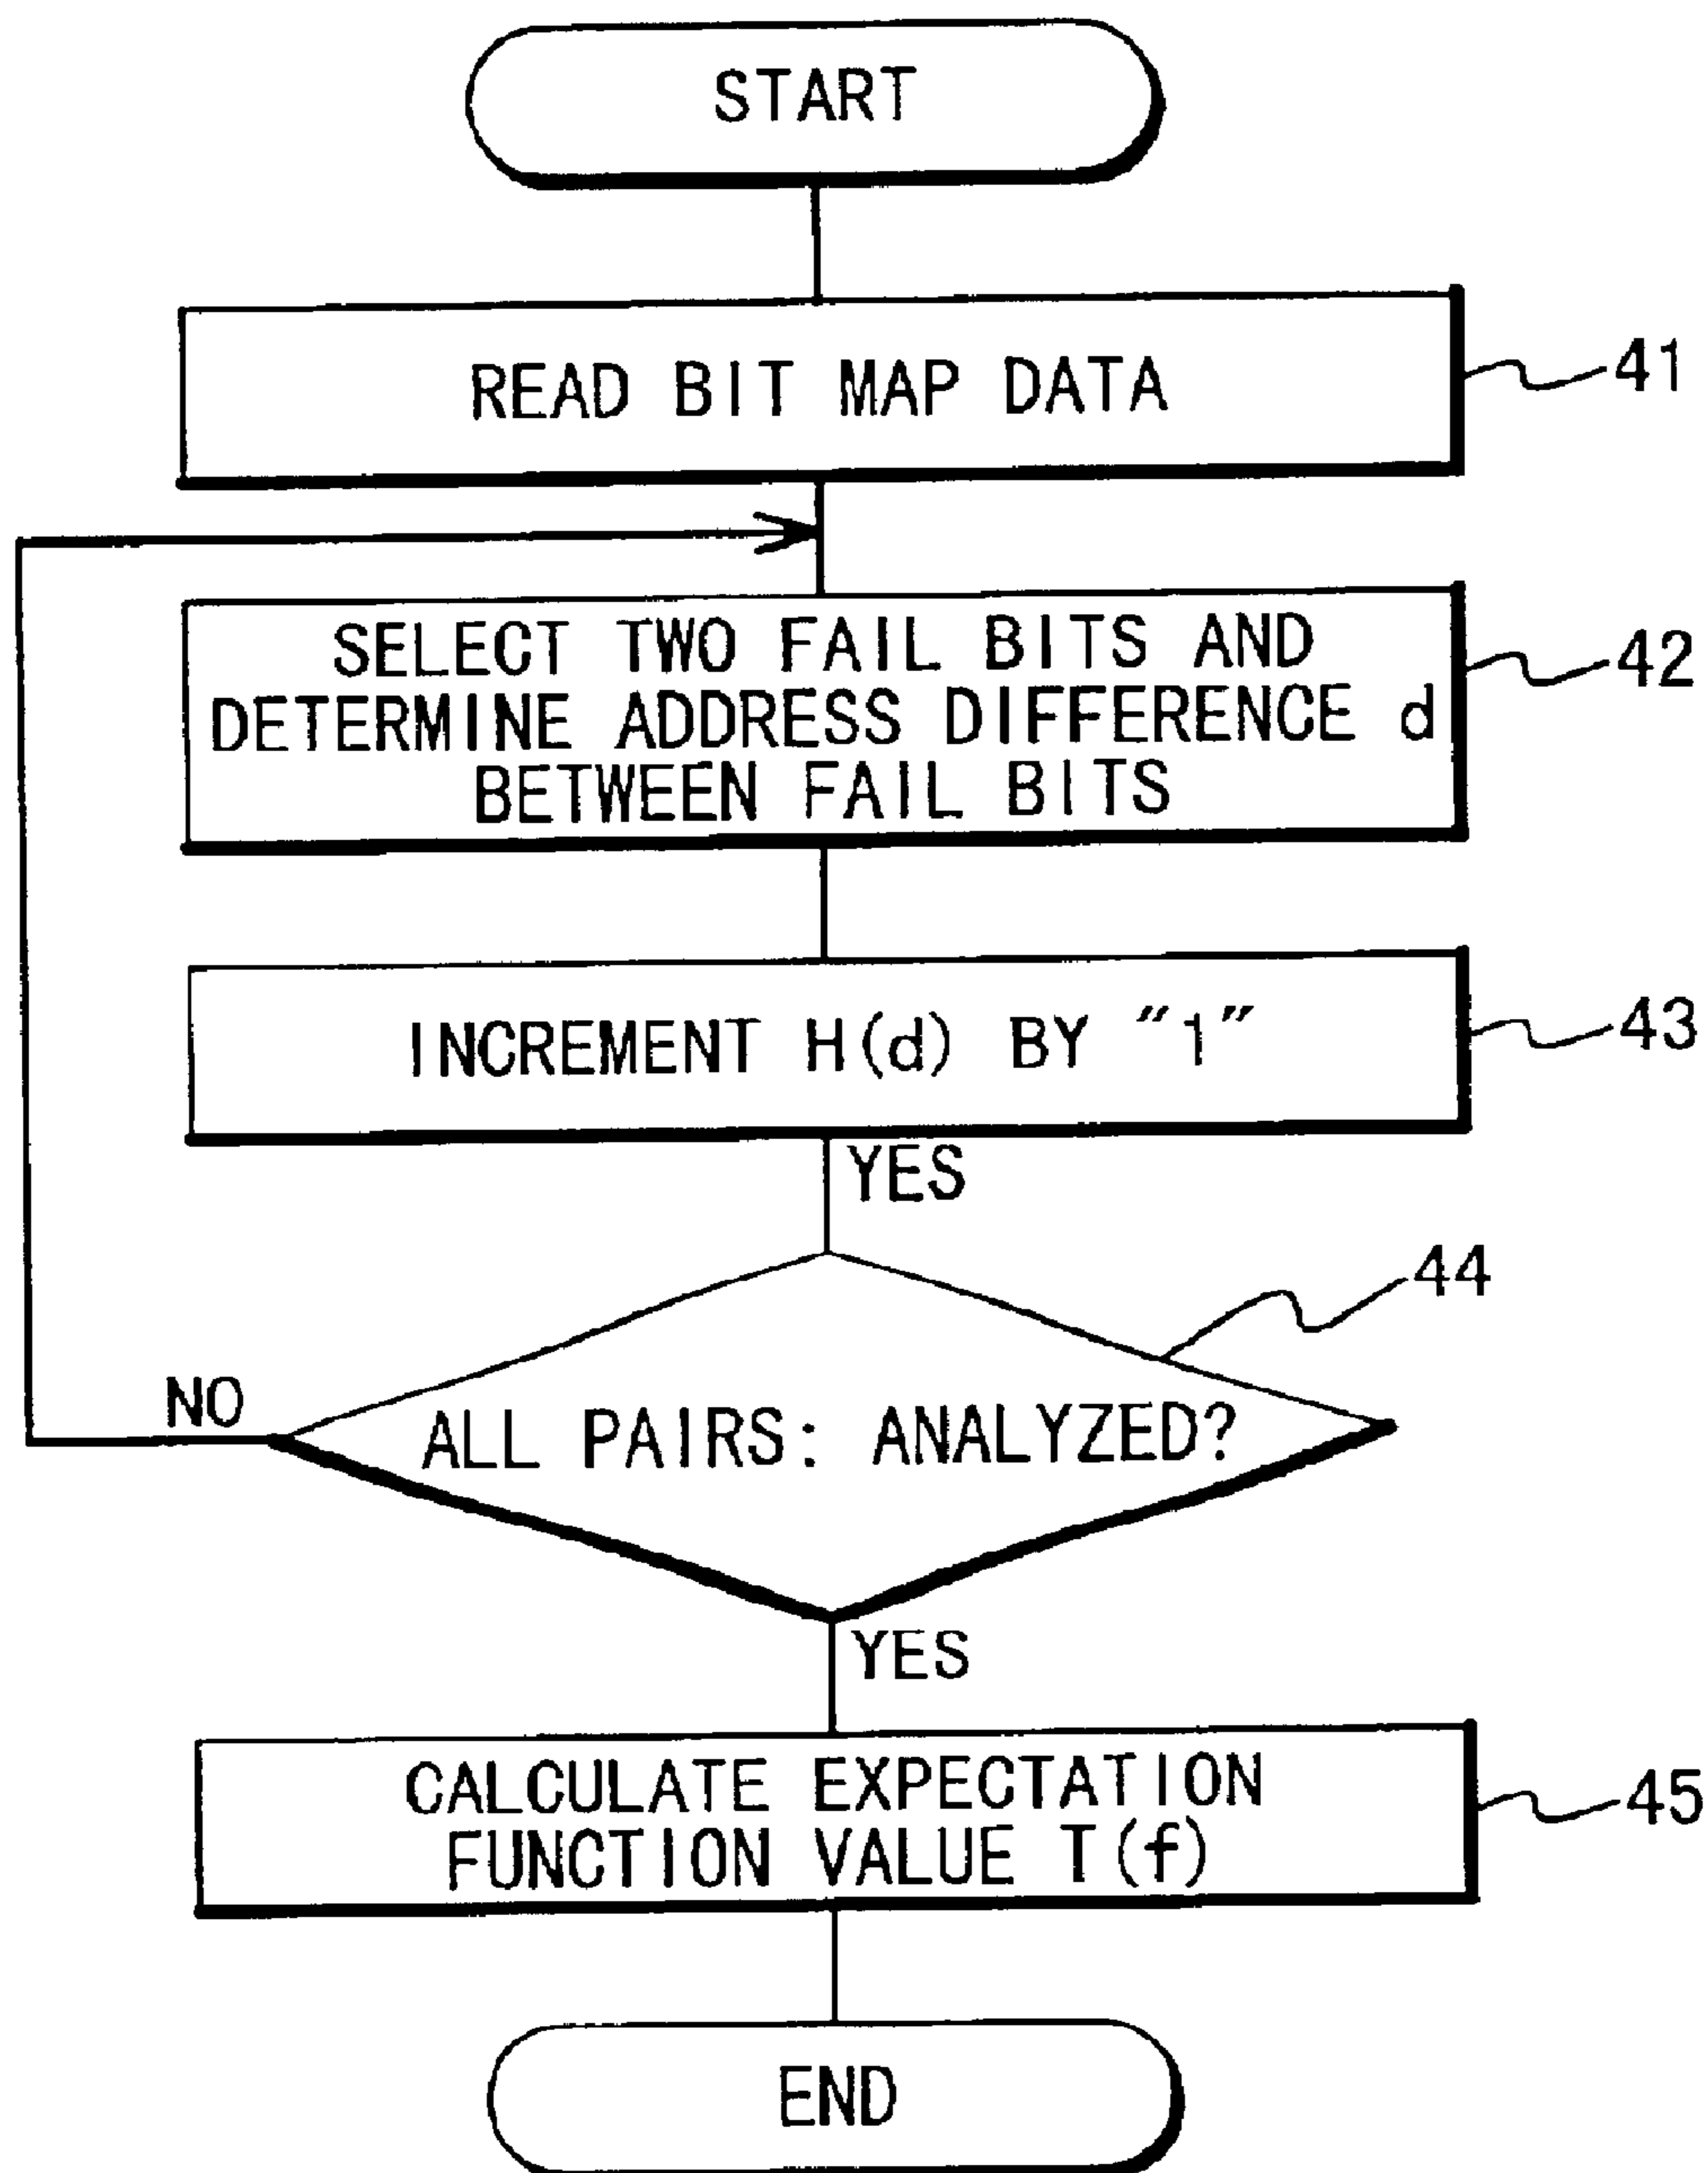 START
READ BIT MAP DATA
41
SELECT TWO FAIL BITS AND
DETERMINE ADDRESS DIFFERENCE d
BETWEEN FAIL BITS
42
INCREMENT H(d) BY "1"
43
YES
44
NO
ALL PAIRS: ANALYZED?
YES
CALCULATE EXPECTATION
FUNCTION VALUE T(f)
45
END